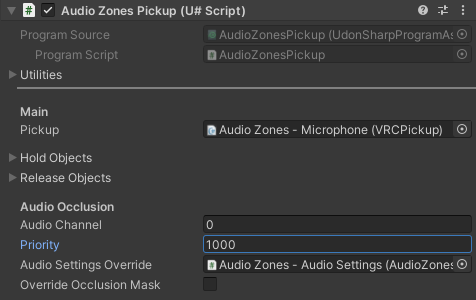 Audio Zones Pickup (U# Script)
Program Source AudioZonesPickup (UdonSharpProgramAs
Program Script AudioZonesPickup
Utilities
Main
Pickup Audio Zones - Microphone (VRCPickup)
Hold Objects
Release Objects
Audio Occlusion
Audio Channel 0
Priority 1000
Audio Settings Override Audio Zones - Audio Settings (AudioZones
Override Occlusion Mask